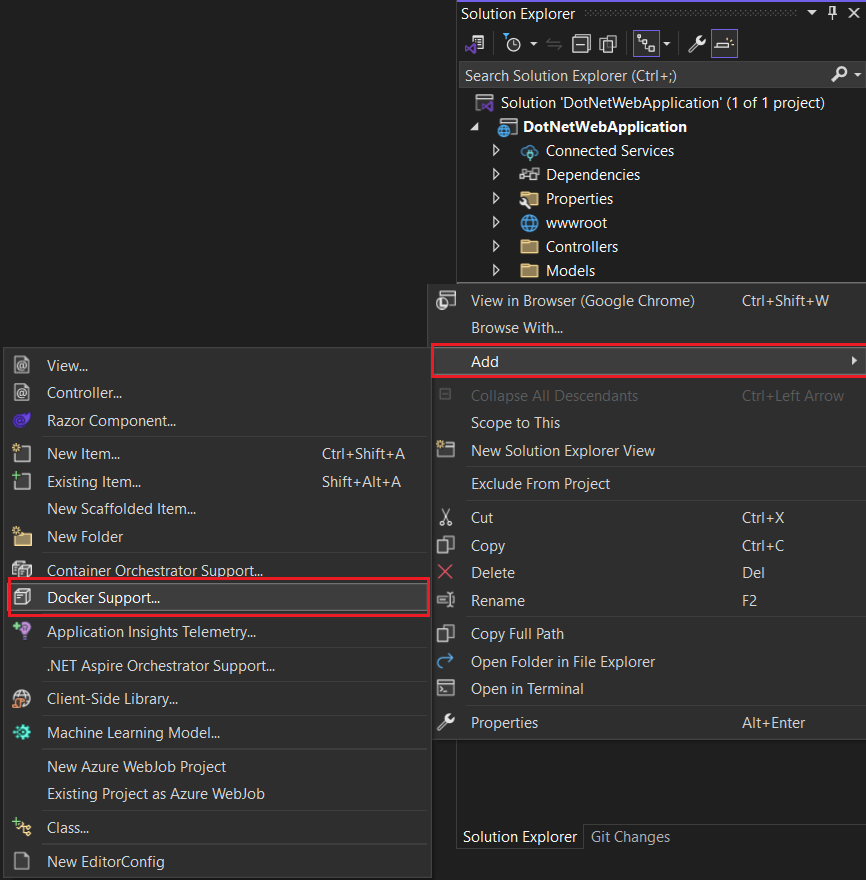 Solution Explorer
Search Solution Explorer (Ctrl+;)
Solution 'DotNetWebApplication' (1 of 1 project)
DotNetWebApplication
Connected Services
Dependencies
Properties
wwwroot
Controllers
Models
View in Browser (Google Chrome) Ctrl+Shift+W
Browse With...
Add
Collapse All Descendants Ctrl+Left Arrow
Scope to This
New Solution Explorer View
Exclude From Project
Cut Ctrl+X
Copy Ctrl+C
Delete Del
Rename F2
Copy Full Path
Open Folder in File Explorer
Open in Terminal
Properties Alt+Enter
View...
Controller...
Razor Component...
New Item... Ctrl+Shift+A
Existing Item... Shift+Alt+A
New Scaffolded Item...
New Folder
Container Orchestrator Support...
Docker Support...
Application Insights Telemetry...
.NET Aspire Orchestrator Support...
Client-Side Library...
Machine Learning Model...
New Azure WebJob Project
Existing Project as Azure WebJob
Class...
New EditorConfig
Solution Explorer Git Changes